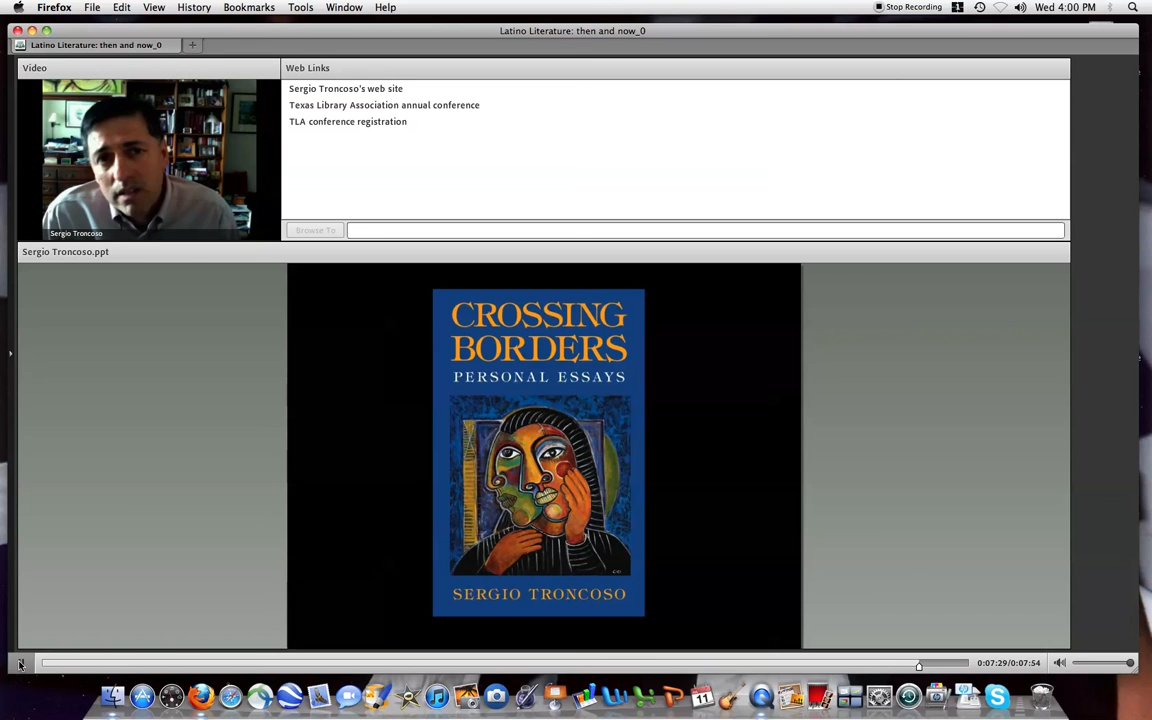 Firefox File Edit View History Bookmarks Tools Window Help Stop Recording Wed 4:00 PM
Latino Literature: then and now_0
Latino Literature: then and now_0
Video
Web Links
Sergio Troncoso's web site
Texas Library Association annual conference
TLA conference registration
Sergio Troncoso
Browse To
Sergio Troncoso.ppt
CROSSING
BORDERS
PERSONAL ESSAYS
SERGIO TRONCOSO
0:07:29/0:07:54
11